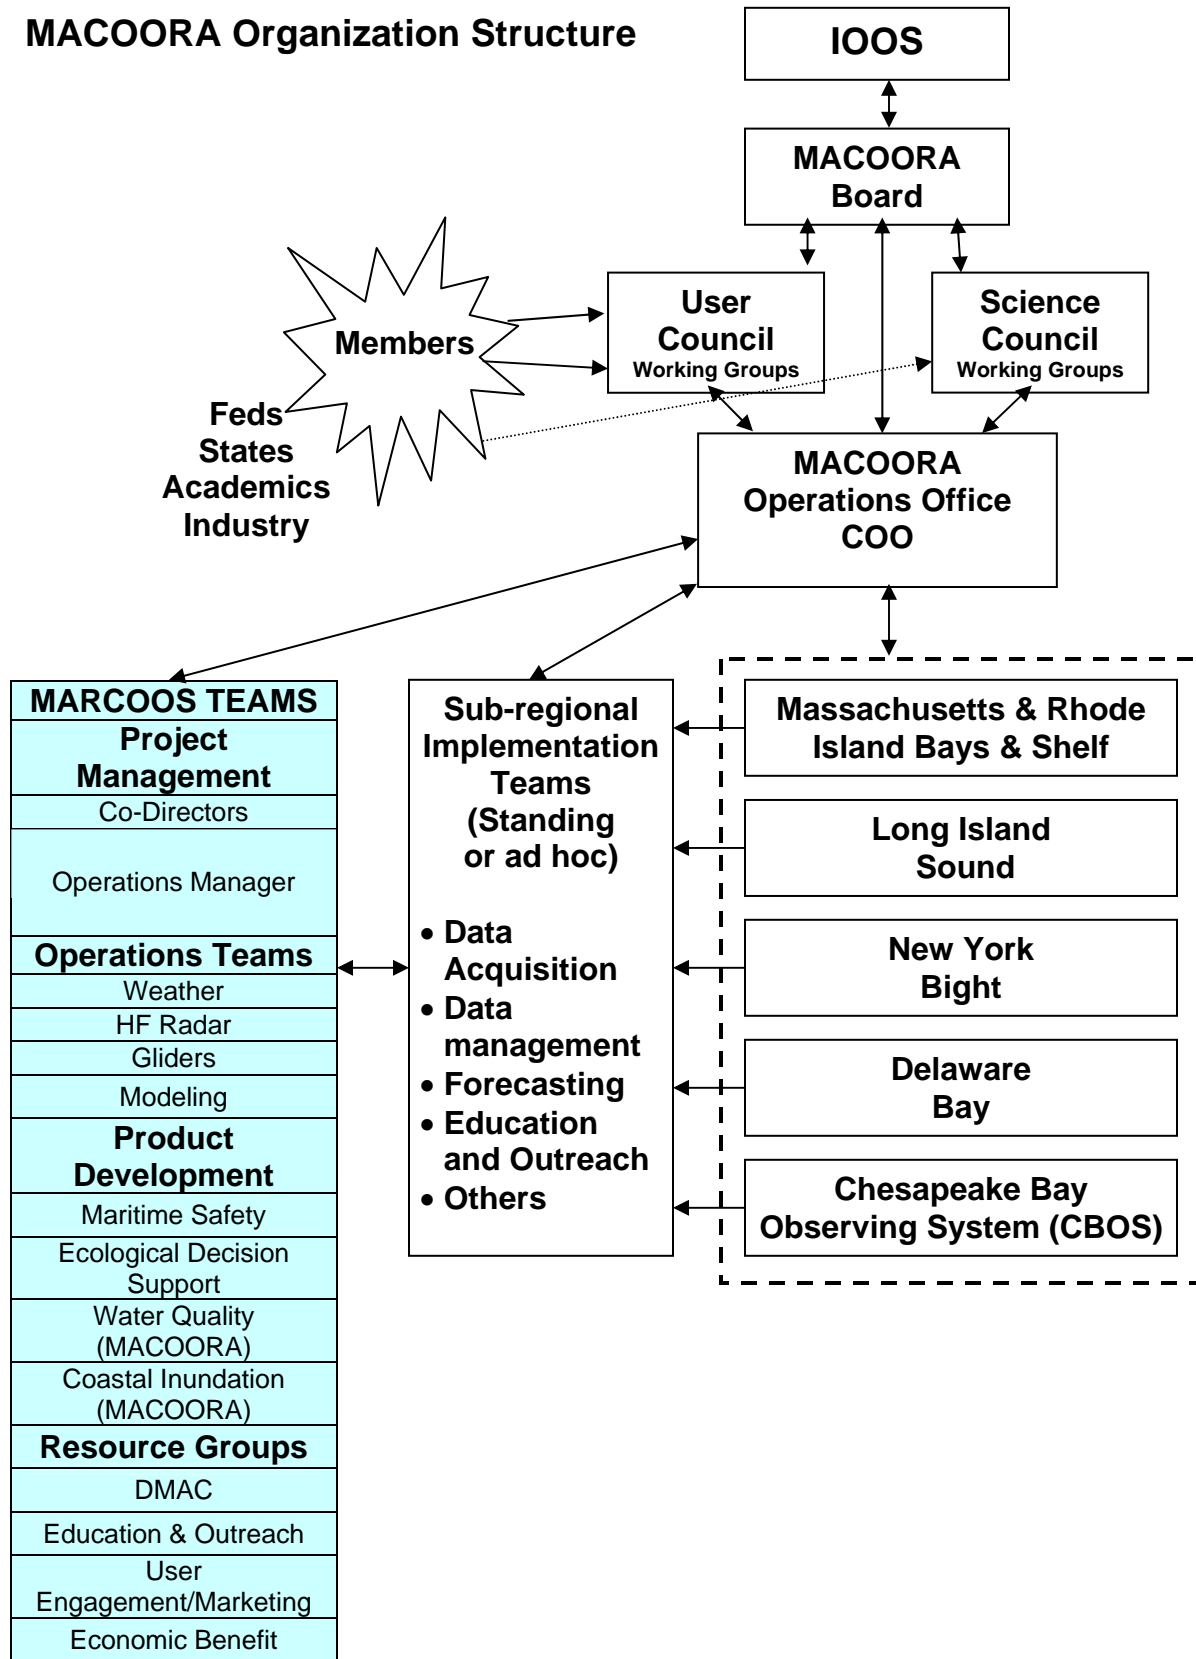 MACOORA Organization Structure
IOOS
MACOORA
Board
User
Council
Working Groups
Science
Council
Working Groups
Members
Feds
States
Academics
Industry
MACOORA
Operations Office
COO
MARCOOS TEAMS
Project
Management
Co-Directors
Operations Manager
Operations Teams
Weather
HF Radar
Gliders
Modeling
Product
Development
Maritime Safety
Ecological Decision
Support
Water Quality
(MACOORA)
Coastal Inundation
(MACOORA)
Resource Groups
DMAC
Education & Outreach
User
Engagement/Marketing
Economic Benefit
Sub-regional
Implementation
Teams
(Standing
or ad hoc)
• Data
Acquisition
• Data
management
• Forecasting
• Education
and Outreach
• Others
Massachusetts & Rhode
Island Bays & Shelf
Long Island
Sound
New York
Bight
Delaware
Bay
Chesapeake Bay
Observing System (CBOS)